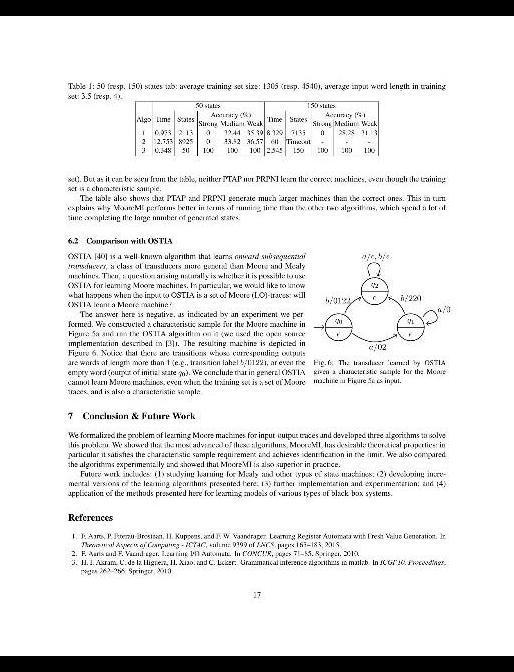 Table 1: 50 (resp. 150) states tab: average training set size: 1305 (resp. 4540), average input word length in training
set: 3.5 (resp. 4).
50 states 150 states
Algo Time States Accuracy (%) Time States Accuracy (%)
Strong Medium Weak Strong Medium Weak
1 0.973 2113 0 32.44 35.39 8.329 7135 0 28.28 31.13
2 12.753 8925 0 33.82 36.57 60 Timeout - - -
3 0.348 50 100 100 100 2.545 150 100 100 100
set). But as it can be seen from the table, neither PTAP nor PRPNI learn the correct machines, even though the training
set is a characteristic sample.
The table also shows that PTAP and PRPNI generate much larger machines than the correct ones. This in turn
explains why MooreMI performs better in terms of running time than the other two algorithms, which spend a lot of
time completing the large number of generated states.
6.2 Comparison with OSTIA
OSTIA [40] is a well-known algorithm that learns onward subsequential
transducers, a class of transducers more general than Moore and Mealy
machines. Then, a question arising naturally is whether it is possible to use
OSTIA for learning Moore machines. In particular, we would like to know
what happens when the input to OSTIA is a set of Moore (I,O)-traces: will
OSTIA learn a Moore machine?
The answer here is negative, as indicated by an experiment we per-
formed. We constructed a characteristic sample for the Moore machine in
Figure 5a and ran the OSTIA algorithm on it (we used the open source
implementation described in [3]). The resulting machine is depicted in
Figure 6. Notice that there are transitions whose corresponding outputs
are words of length more than 1 (e.g., transition label b/0122), or even the
empty word (output of initial state q0). We conclude that in general OSTIA
cannot learn Moore machines, even when the training set is a set of Moore
traces, and is also a characteristic sample.
a/ε, b/ε
q2
ε
b/0122
b/220
q0
ε
q1
ε
a/0
a/02
Fig. 6: The transducer learned by OSTIA
given a characteristic sample for the Moore
machine in Figure 5a as input.
7 Conclusion & Future Work
We formalized the problem of learning Moore machines for input-output traces and developed three algorithms to solve
this problem. We showed that the most advanced of these algorithms, MooreMI, has desirable theoretical properties: in
particular it satisfies the characteristic sample requirement and achieves identification in the limit. We also compared
the algorithms experimentally and showed that MooreMI is also superior in practice.
Future work includes: (1) studying learning for Mealy and other types of state machines; (2) developing incre-
mental versions of the learning algorithms presented here; (3) further implementation and experimentation; and (4)
application of the methods presented here for learning models of various types of black-box systems.
References
1. F. Aarts, P. Fiterau-Brostean, H. Kuppens, and F. W. Vaandrager. Learning Register Automata with Fresh Value Generation. In
Theoretical Aspects of Computing - ICTAC, volume 9399 of LNCS, pages 165–183, 2015.
2. F. Aarts and F. Vaandrager. Learning I/O Automata. In CONCUR, pages 71–85. Springer, 2010.
3. H. I. Akram, C. de la Higuera, H. Xiao, and C. Eckert. Grammatical inference algorithms in matlab. In ICGI'10. Proceedings,
pages 262–266. Springer, 2010.
17